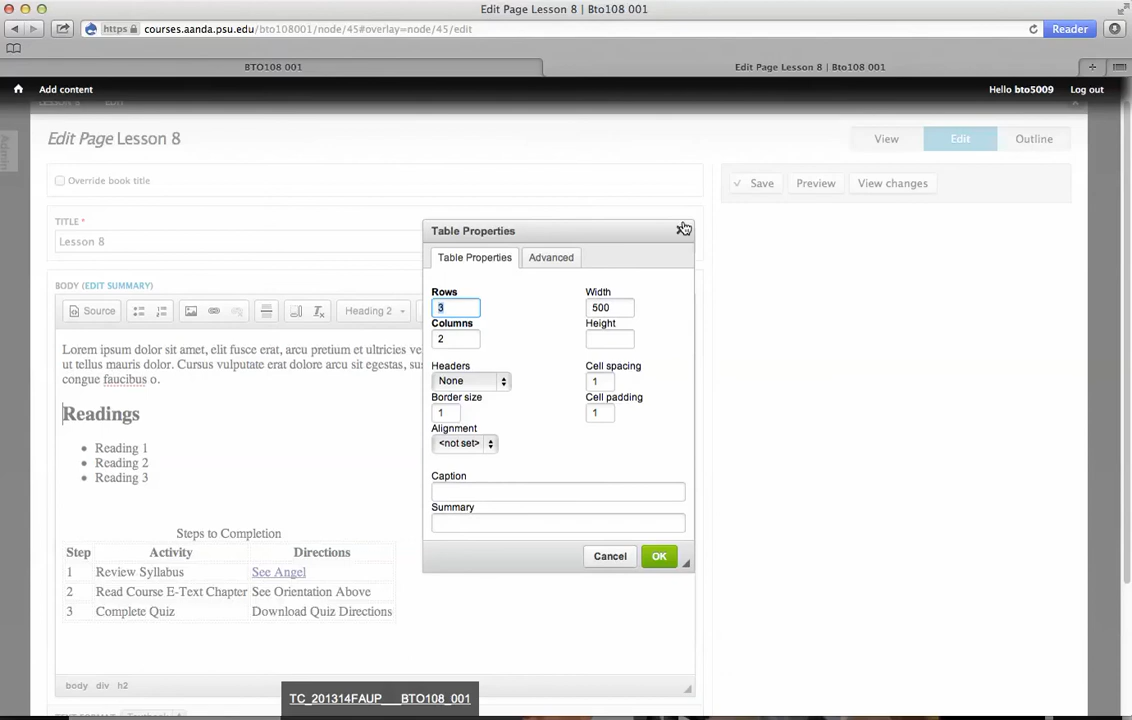 Edit Page Lesson 8 | Bto108 001
https courses.aanda.psu.edu/bto108001/node/45#overlay=node/45/edit
Reader
BTO108 001
Edit Page Lesson 8 | Bto108 001
Add content
Hello bto5009
Log out
LESSON 8
EDIT
Admin
Edit Page Lesson 8
View
Edit
Outline
Override book title
Save
Preview
View changes
TITLE *
Lesson 8
BODY (EDIT SUMMARY)
Source
Heading 2
Lorem ipsum dolor sit amet, elit fusce erat, arcu pretium et ultricies ve
ut tellus mauris dolor. Cursus vulputate erat dolore arcu sit egestas, sus
congue faucibus o.
Readings
Reading 1
Reading 2
Reading 3
Steps to Completion
Step Activity Directions
1 Review Syllabus See Angel
2 Read Course E-Text Chapter See Orientation Above
3 Complete Quiz Download Quiz Directions
body div h2
Table Properties
Table Properties
Advanced
Rows
3
Width
500
Columns
2
Height
Headers
None
Cell spacing
1
Border size
1
Cell padding
1
Alignment
<not set>
Caption
Summary
Cancel
OK
TC_201314FAUP___BTO108_001
TEXT FORMAT
Textbook